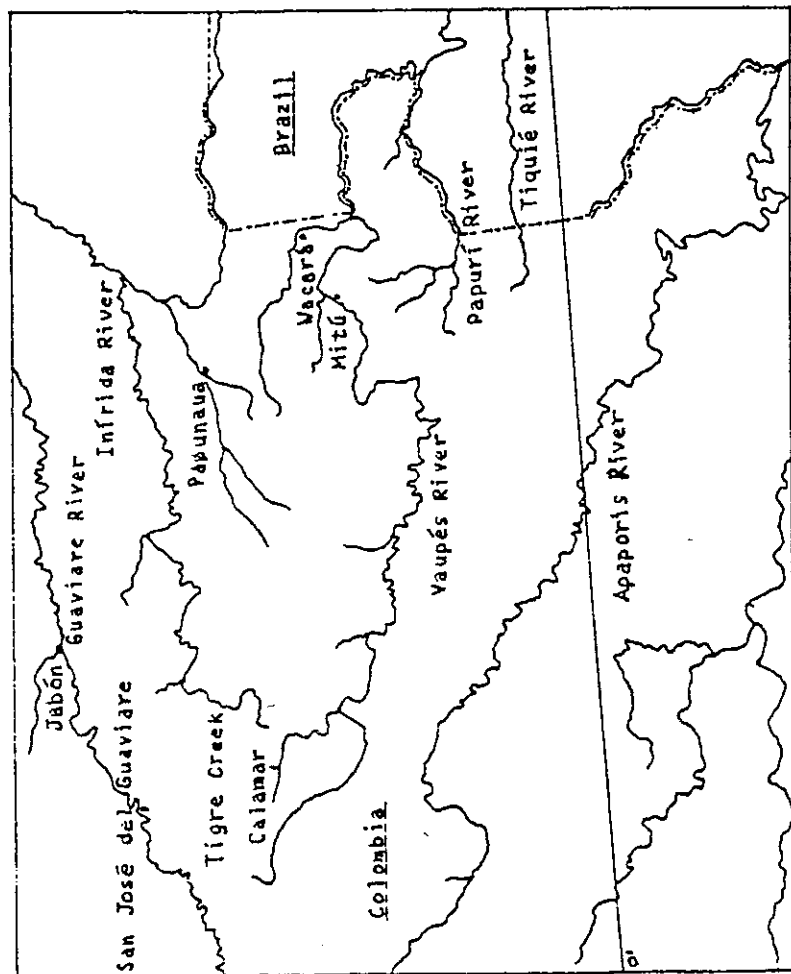 Jabón
Guaviare River
Inírida River
San José del Guaviare
Papunaua
Tigre Creek
Calamar
Brazil
Wacará
Mitú
Colombia
Vaupés River
Papurí River
Tiquié River
Apaporis River
0°